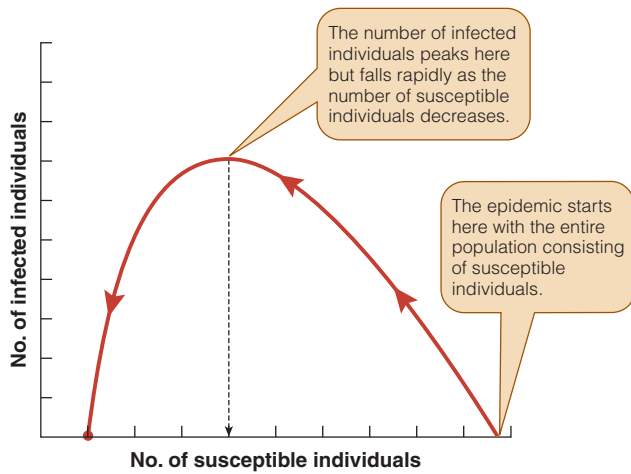 The number of infected
individuals peaks here
but falls rapidly as the
number of susceptible
individuals decreases.
The epidemic starts
here with the entire
population consisting
of susceptible
individuals.
No. of infected individuals
No. of susceptible individuals